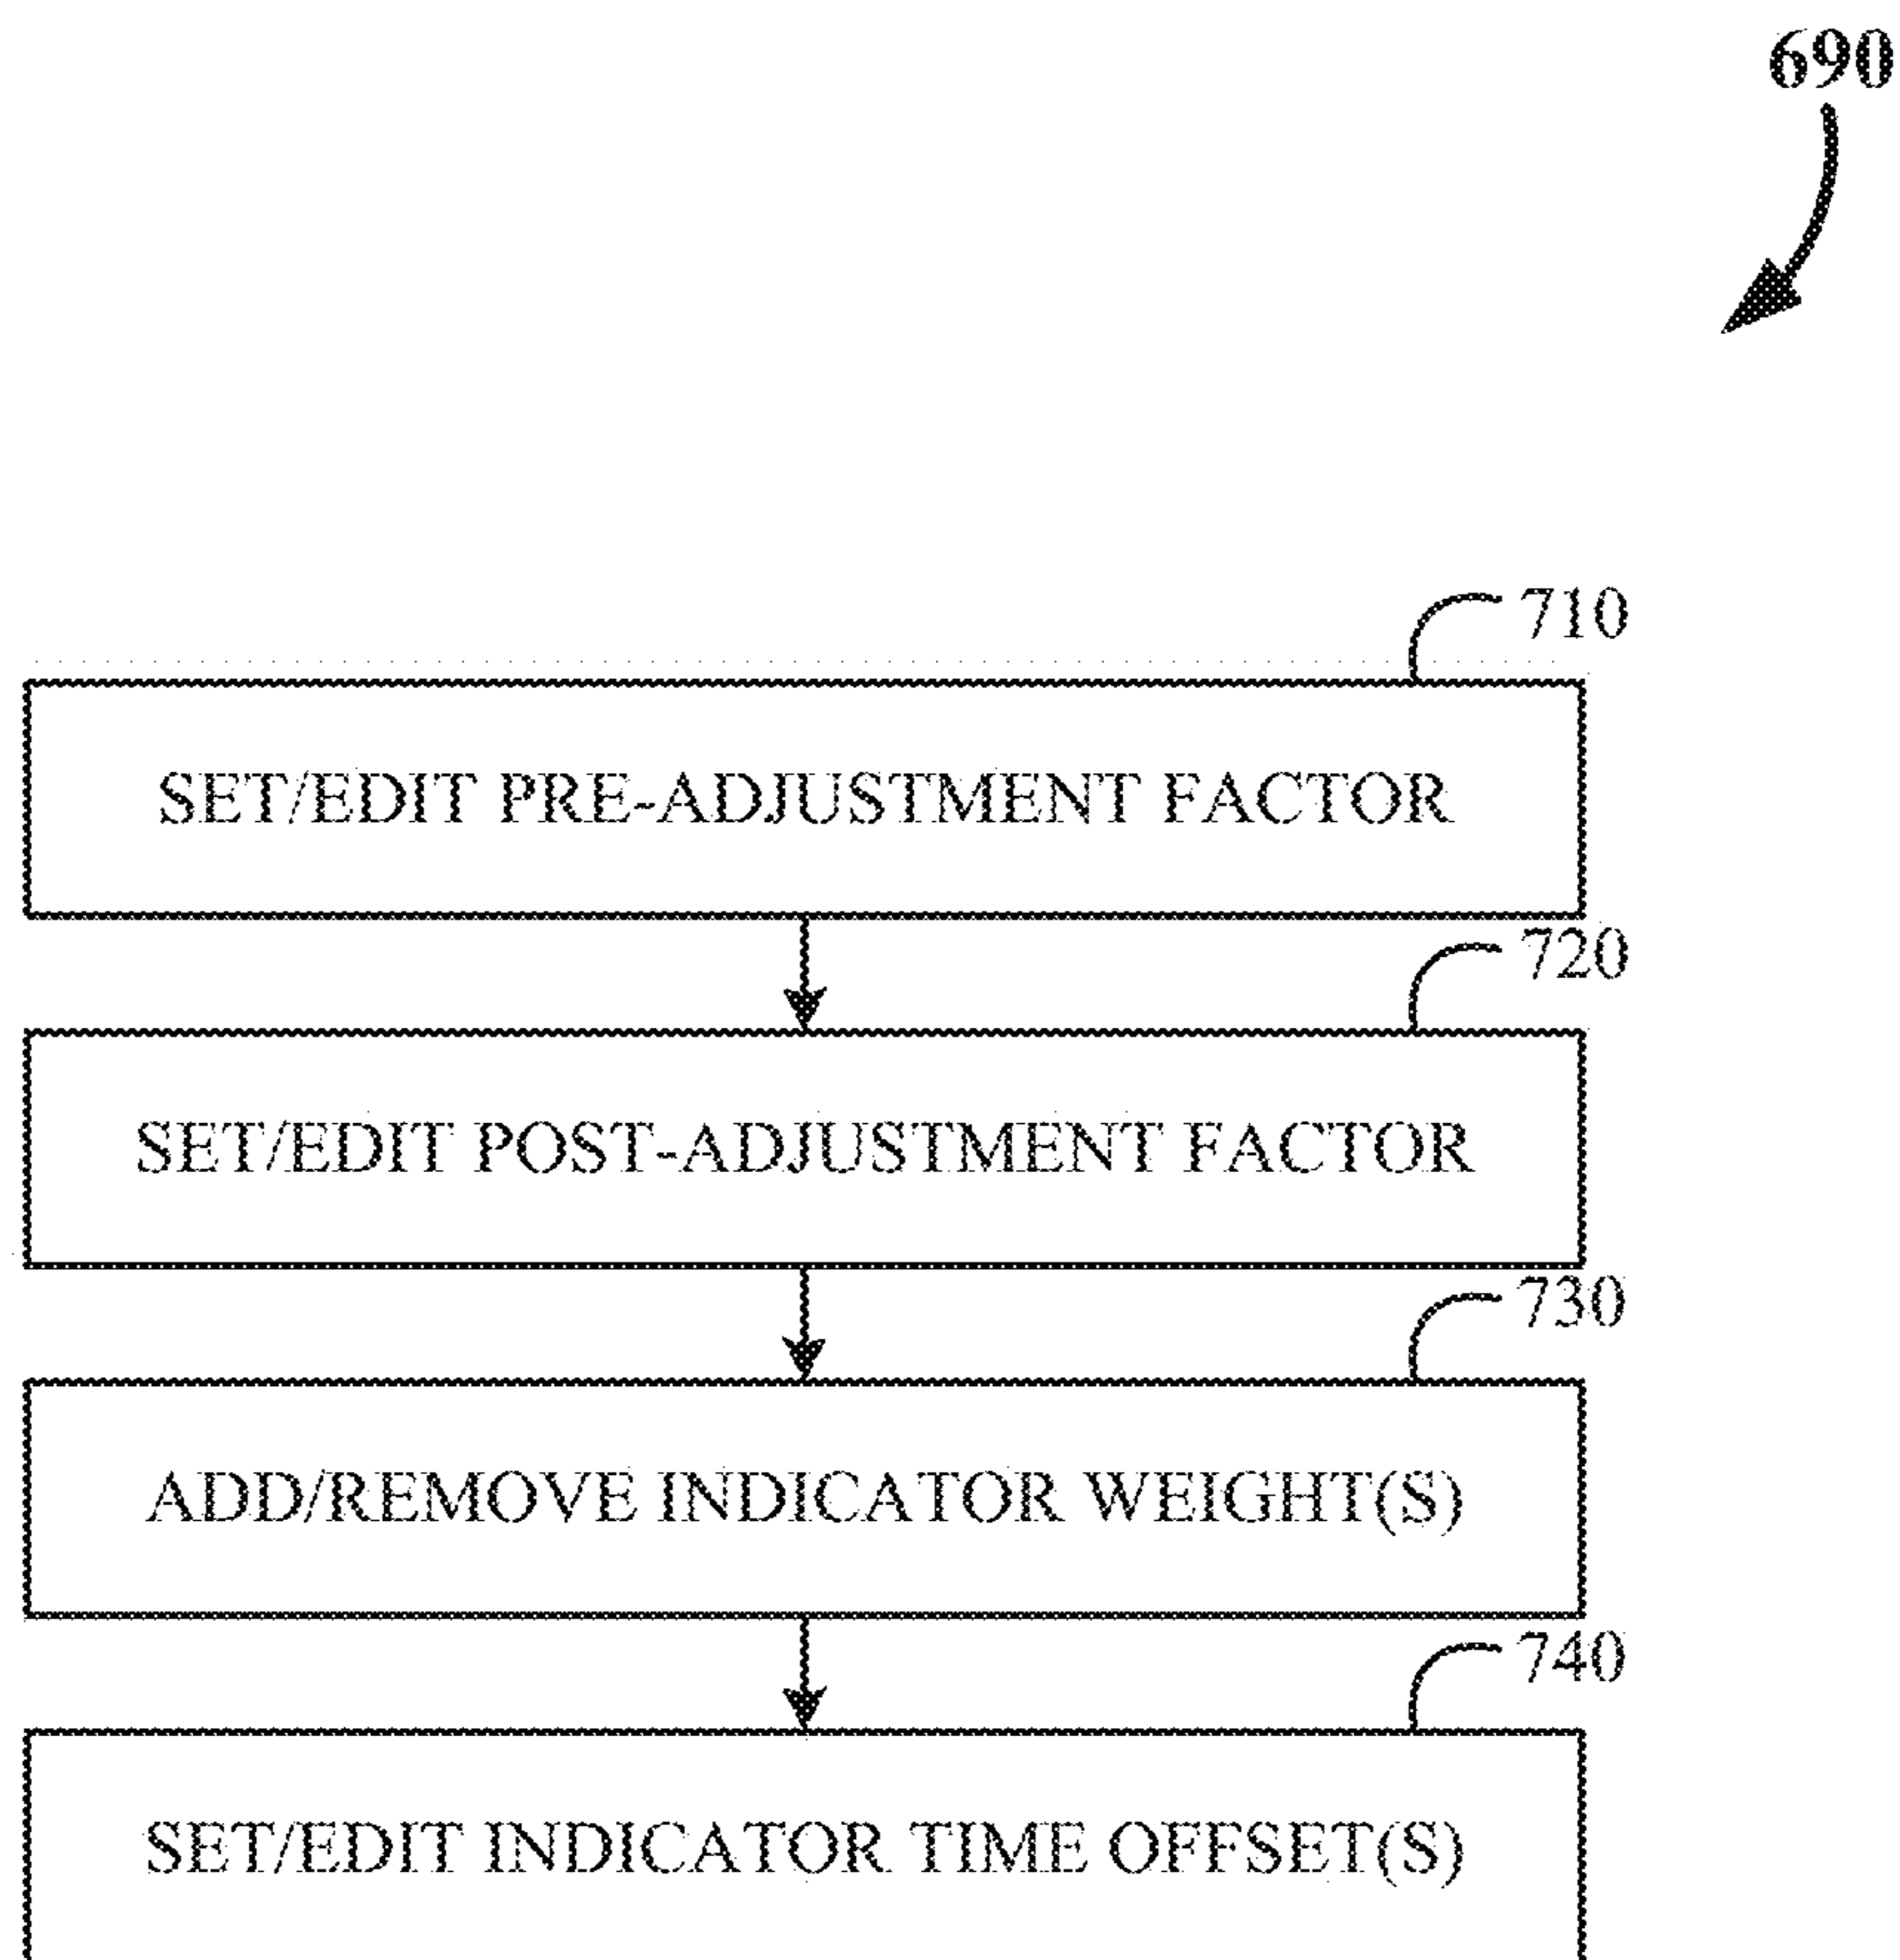 690
710
SET/EDIT PRE-ADJUSTMENT FACTOR
720
SET/EDIT POST-ADJUSTMENT FACTOR
730
ADD/REMOVE INDICATOR WEIGHT(S)
740
SET/EDIT INDICATOR TIME OFFSET(S)